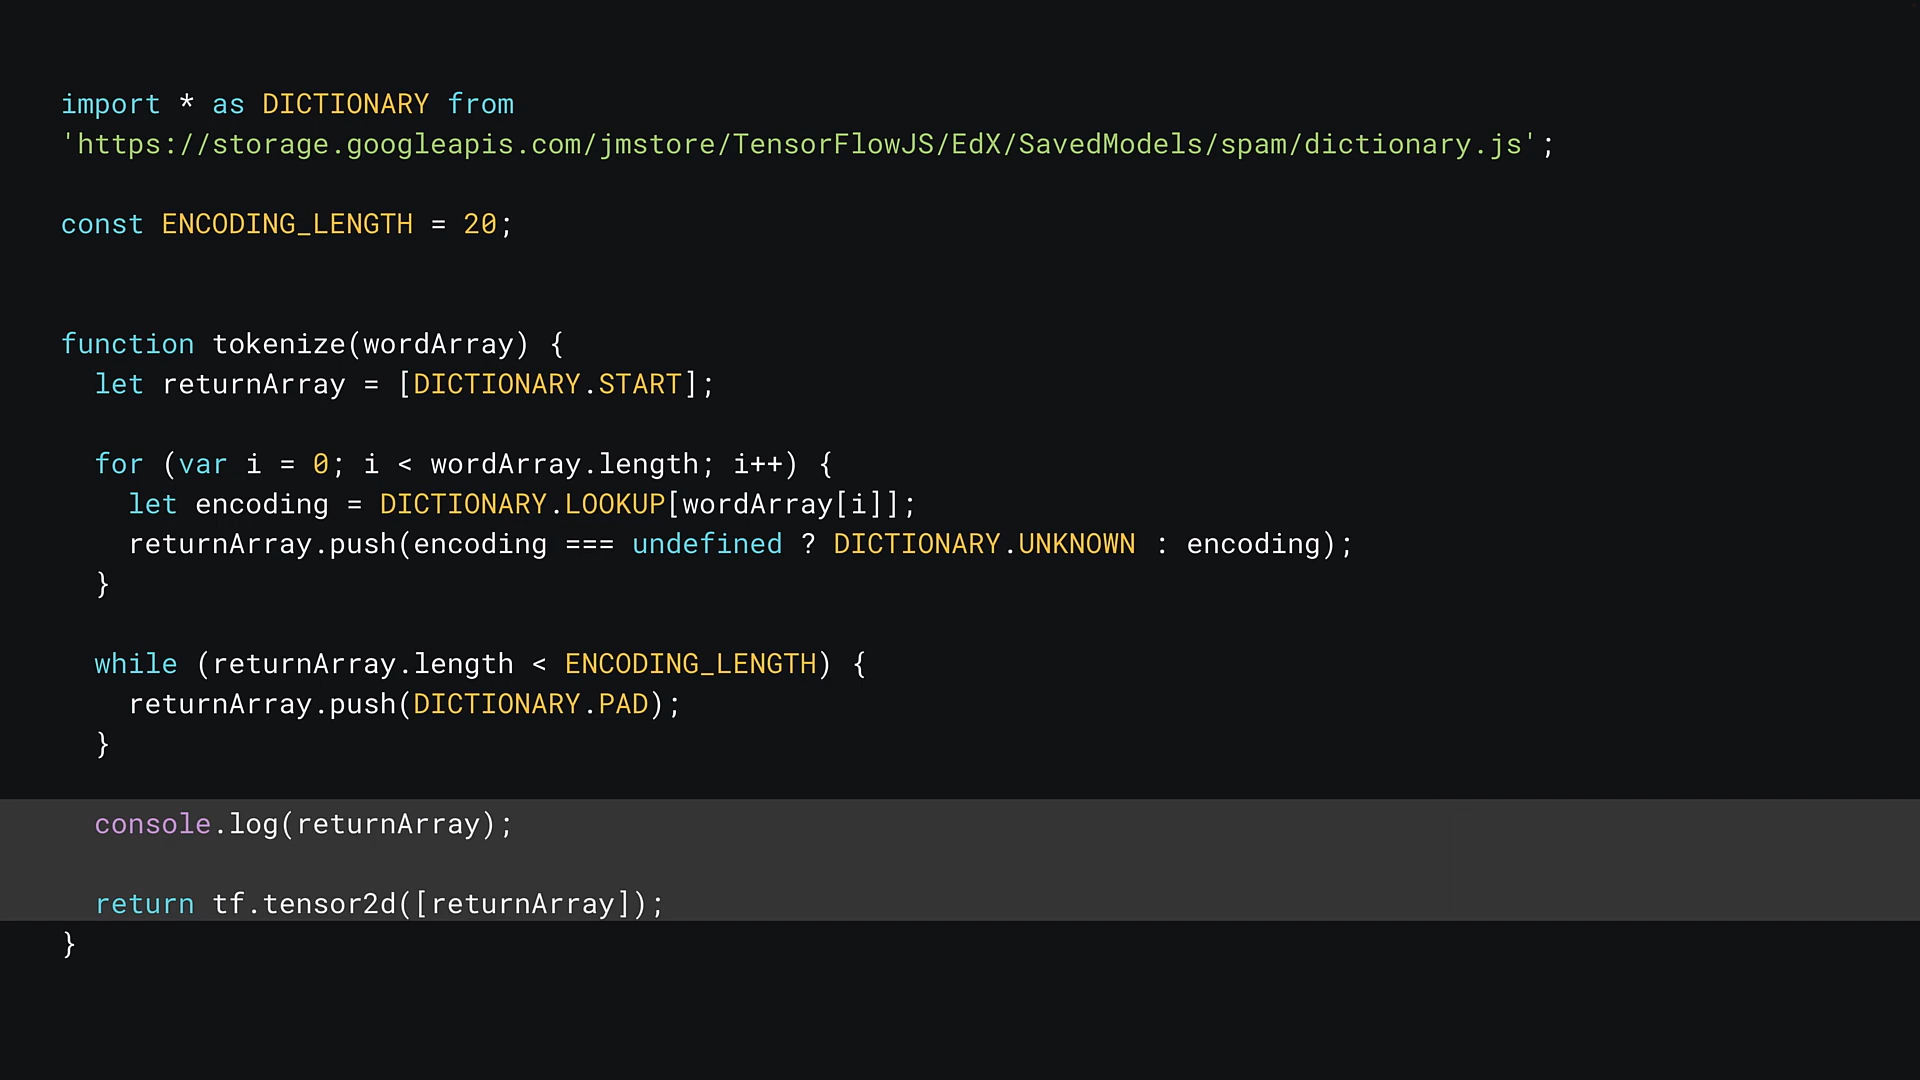 import * as DICTIONARY from
'https://storage.googleapis.com/jmstore/TensorFlowJS/EdX/SavedModels/spam/dictionary.js';
const ENCODING_LENGTH = 20;
function tokenize(wordArray) {
  let returnArray = [DICTIONARY.START];
  for (var i = 0; i < wordArray.length; i++) {
    let encoding = DICTIONARY.LOOKUP[wordArray[i]];
    returnArray.push(encoding === undefined ? DICTIONARY.UNKNOWN : encoding);
  }
  while (returnArray.length < ENCODING_LENGTH) {
    returnArray.push(DICTIONARY.PAD);
  }
  console.log(returnArray);
  return tf.tensor2d([returnArray]);
}